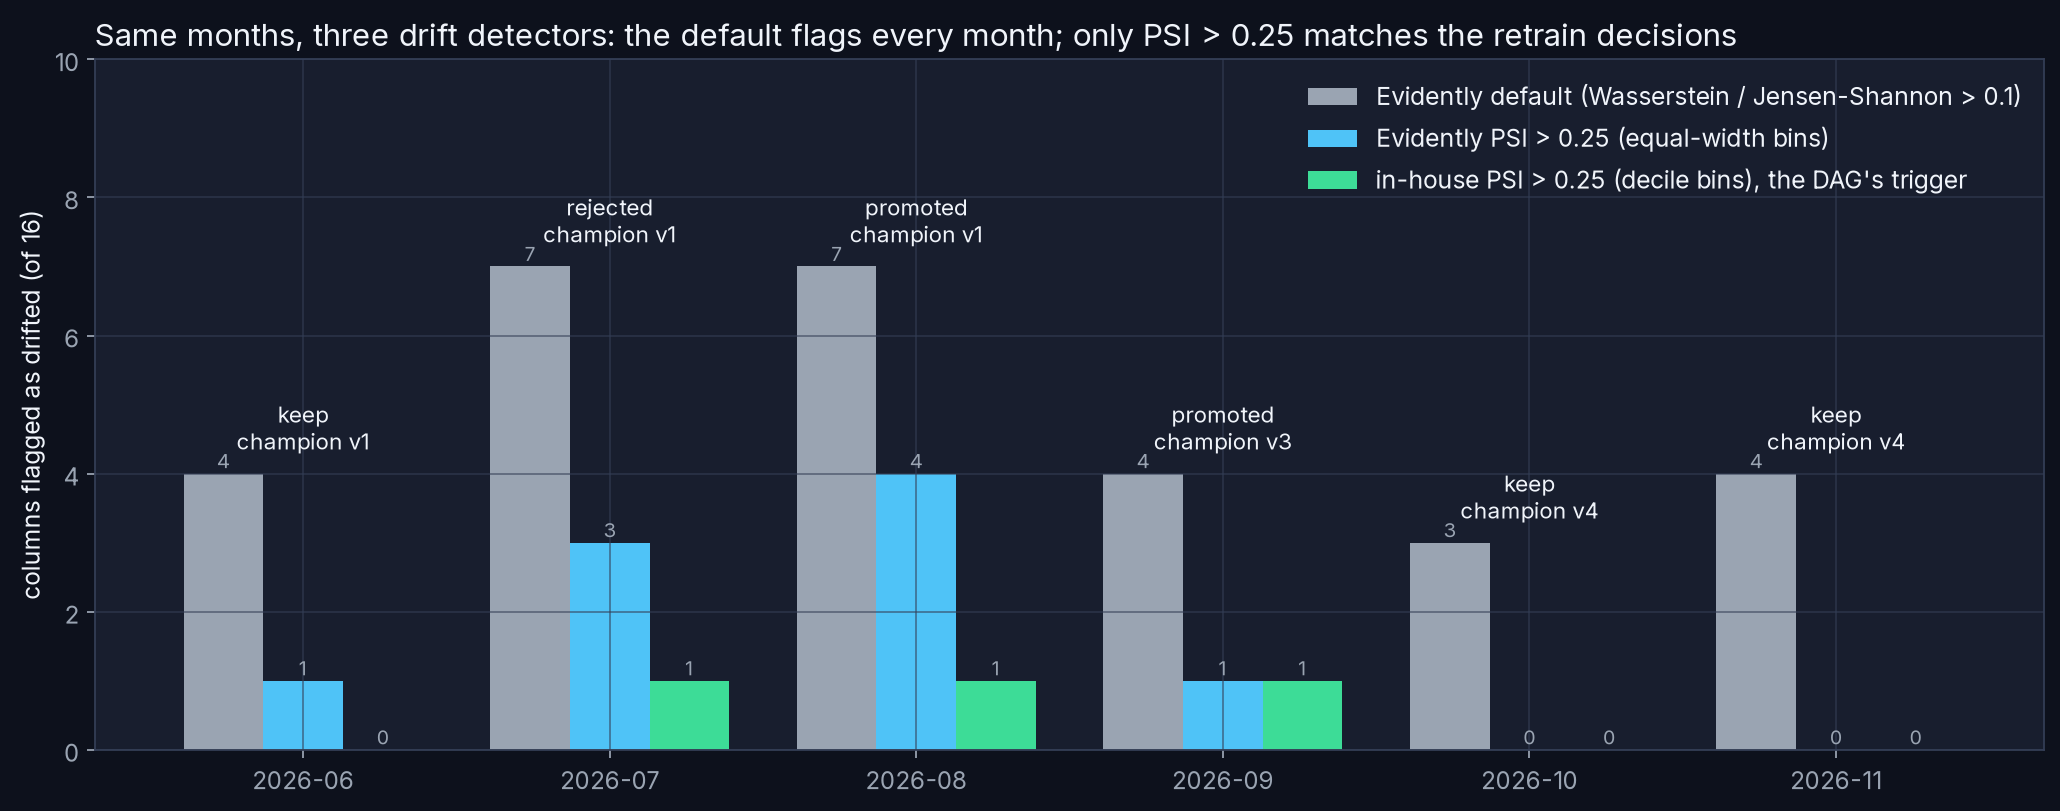 Same months, three drift detectors: the default flags every month; only PSI > 0.25 matches the retrain decisions
columns flagged as drifted (of 16)
10
8
6
4
2
0
Evidently default (Wasserstein / Jensen-Shannon > 0.1)
Evidently PSI > 0.25 (equal-width bins)
in-house PSI > 0.25 (decile bins), the DAG's trigger
keep
champion v1
4
1
0
rejected
champion v1
7
3
1
promoted
champion v1
7
4
1
promoted
champion v3
4
1
1
keep
champion v4
3
0
0
keep
champion v4
4
0
0
2026-06
2026-07
2026-08
2026-09
2026-10
2026-11